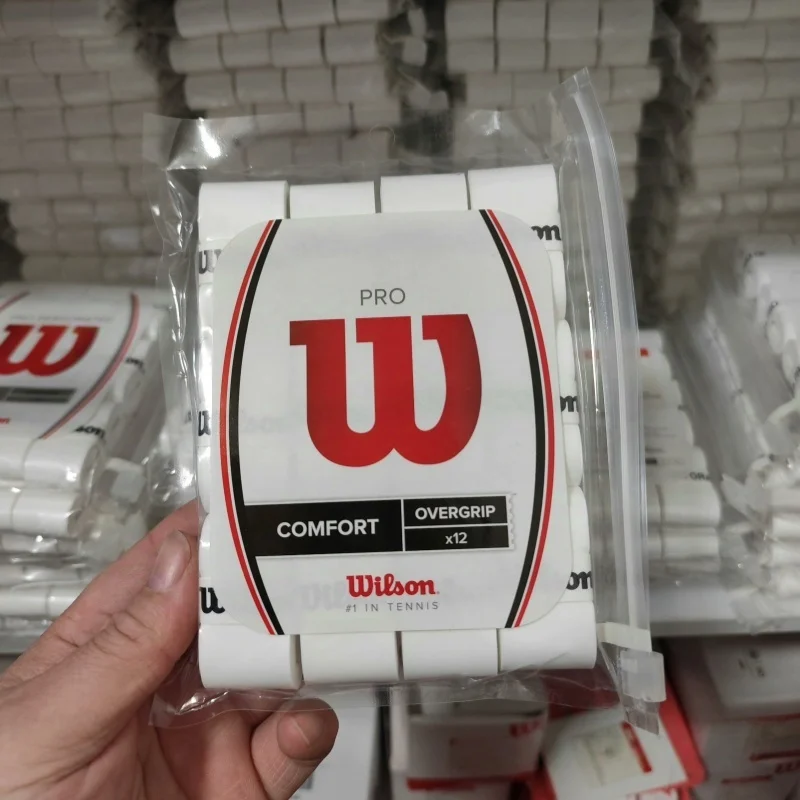 PRO
W
COMFORT
OVERGRIP
x12
Wilson.
#1 IN TENNIS